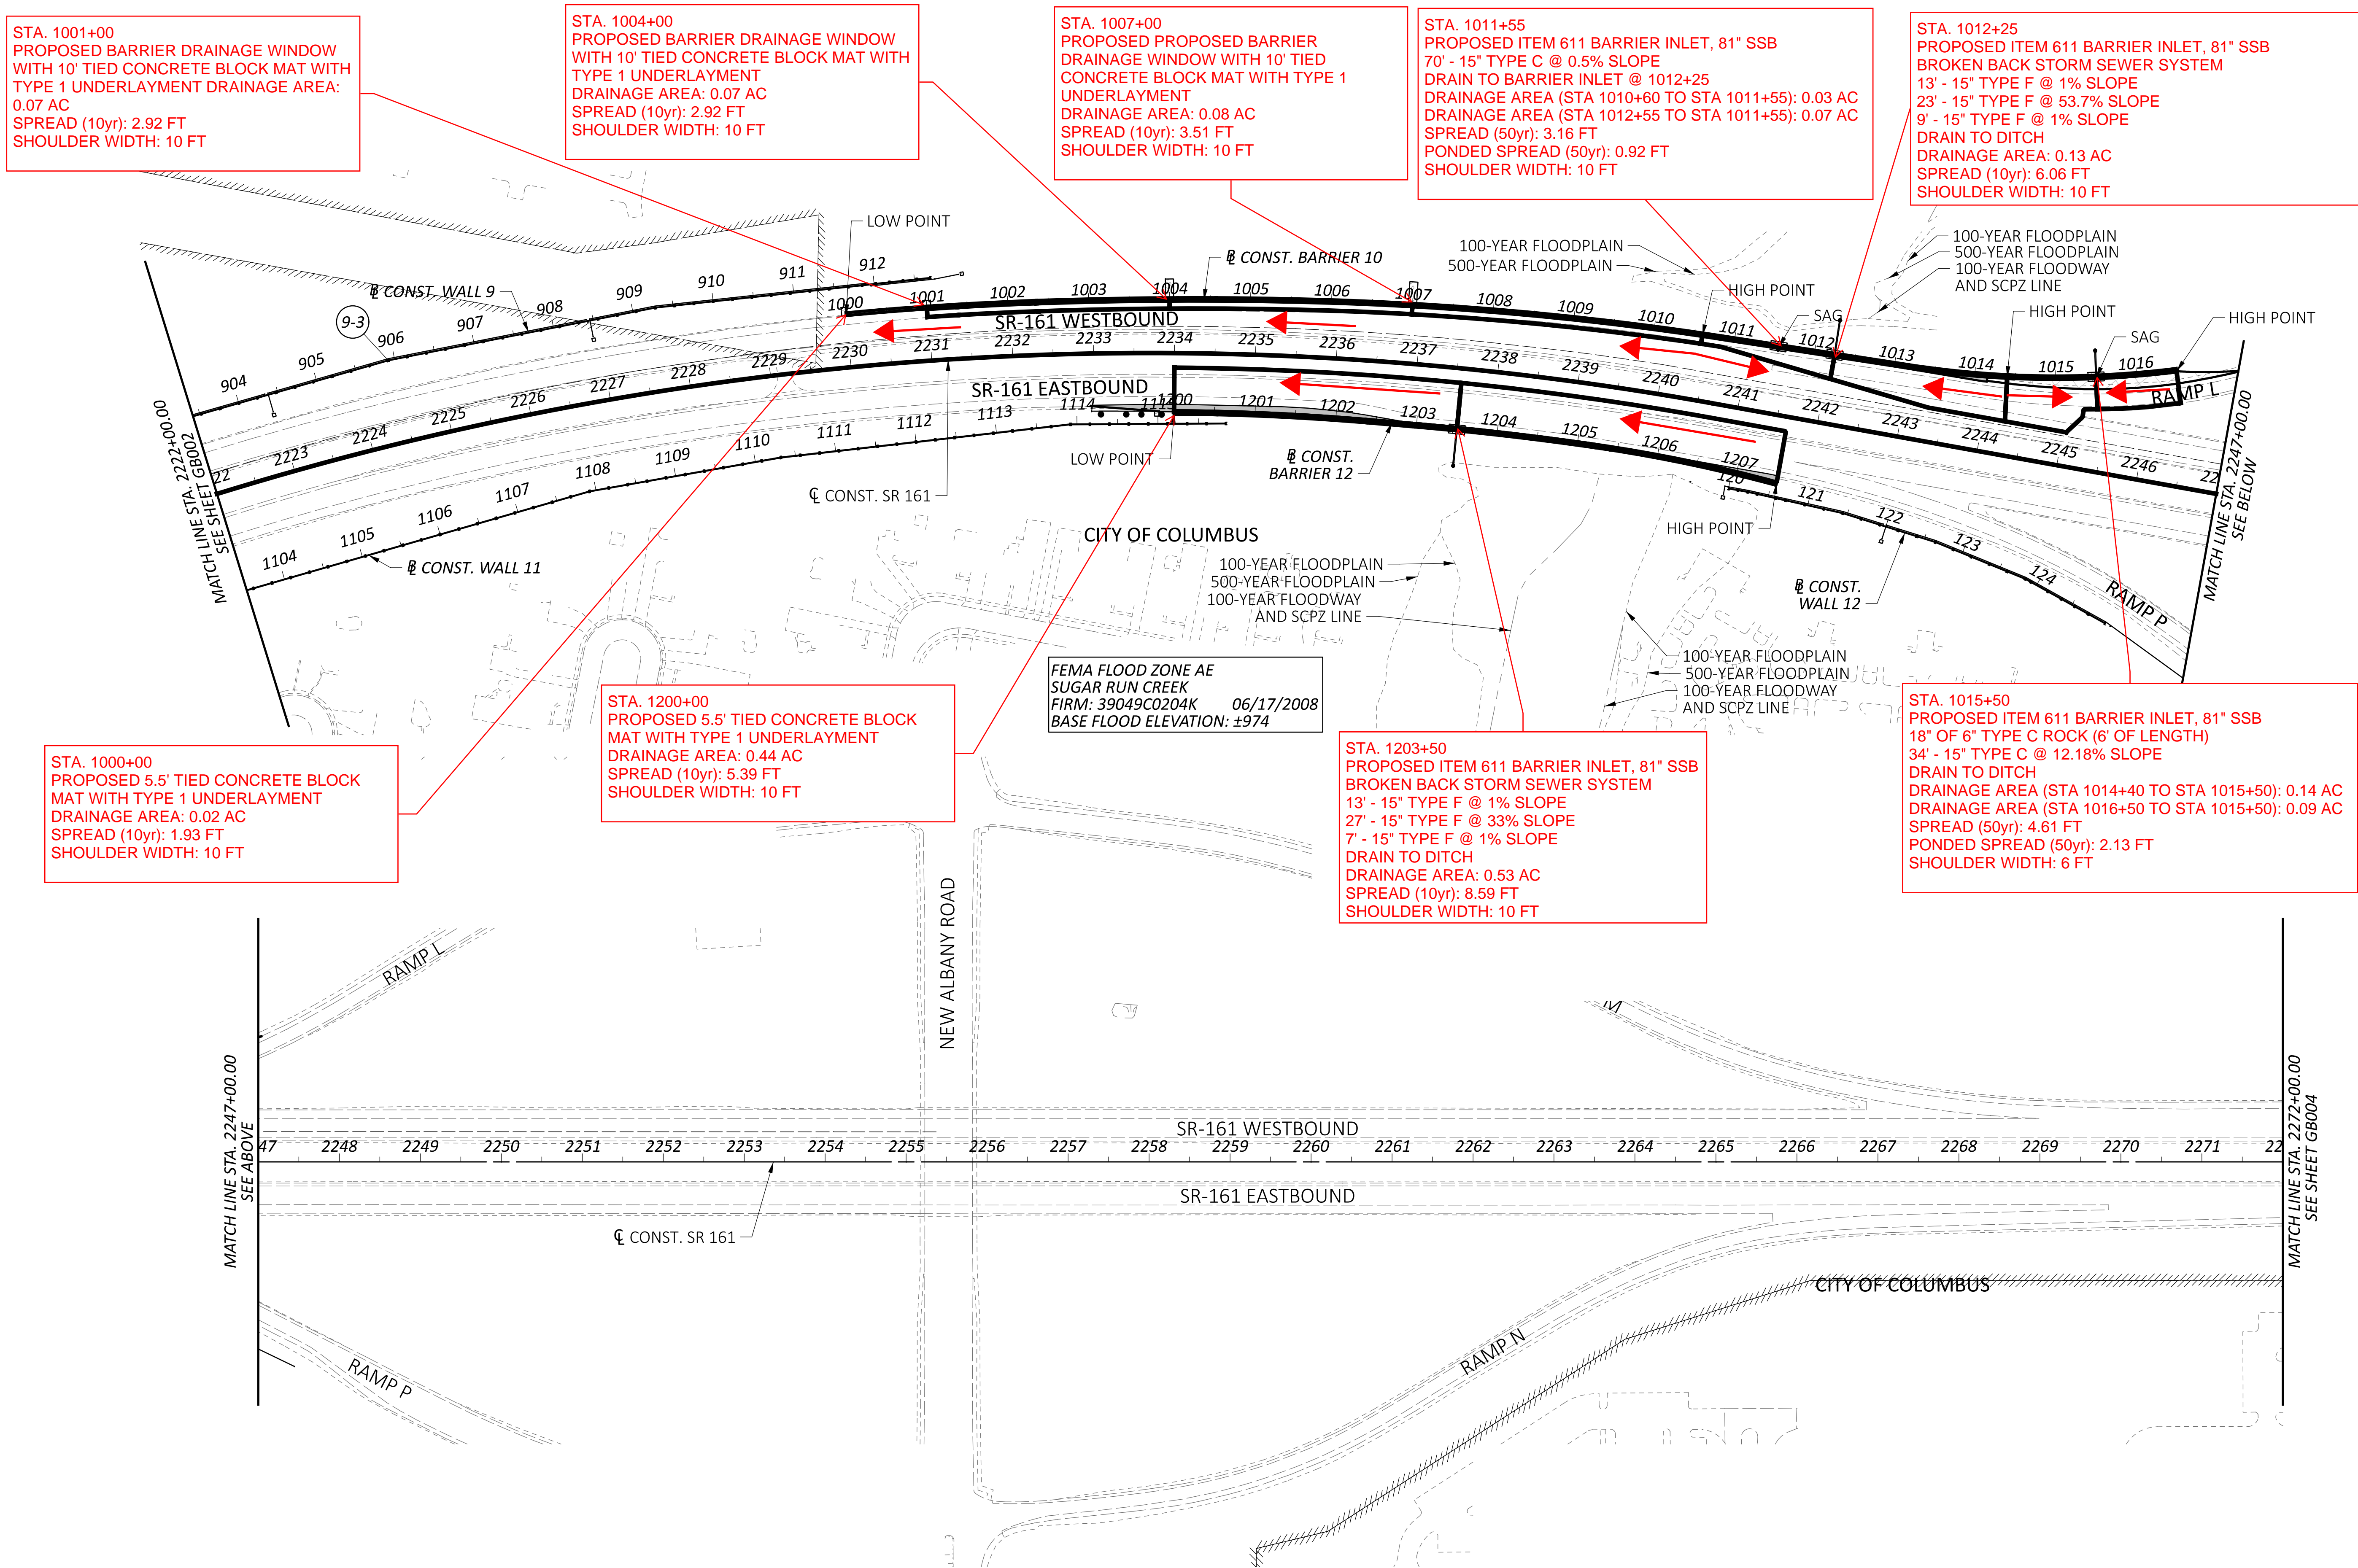 STA. 1001+00
PROPOSED BARRIER DRAINAGE WINDOW
WITH 10' TIED CONCRETE BLOCK MAT WITH
TYPE 1 UNDERLAYMENT DRAINAGE AREA:
0.07 AC
SPREAD (10yr): 2.92 FT
SHOULDER WIDTH: 10 FT
STA. 1004+00
PROPOSED BARRIER DRAINAGE WINDOW
WITH 10' TIED CONCRETE BLOCK MAT WITH
TYPE 1 UNDERLAYMENT
DRAINAGE AREA: 0.07 AC
SPREAD (10yr): 2.92 FT
SHOULDER WIDTH: 10 FT
STA. 1007+00
PROPOSED PROPOSED BARRIER
DRAINAGE WINDOW WITH 10' TIED
CONCRETE BLOCK MAT WITH TYPE 1
UNDERLAYMENT
DRAINAGE AREA: 0.08 AC
SPREAD (10yr): 3.51 FT
SHOULDER WIDTH: 10 FT
STA. 1011+55
PROPOSED ITEM 611 BARRIER INLET, 81" SSB
70' - 15" TYPE C @ 0.5% SLOPE
DRAIN TO BARRIER INLET @ 1012+25
DRAINAGE AREA (STA 1010+60 TO STA 1011+55): 0.03 AC
DRAINAGE AREA (STA 1012+55 TO STA 1011+55): 0.07 AC
SPREAD (50yr): 3.16 FT
PONDED SPREAD (50yr): 0.92 FT
SHOULDER WIDTH: 10 FT
STA. 1012+25
PROPOSED ITEM 611 BARRIER INLET, 81" SSB
BROKEN BACK STORM SEWER SYSTEM
13' - 15" TYPE F @ 1% SLOPE
23' - 15" TYPE F @ 53.7% SLOPE
9' - 15" TYPE F @ 1% SLOPE
DRAIN TO DITCH
DRAINAGE AREA: 0.13 AC
SPREAD (10yr): 6.06 FT
SHOULDER WIDTH: 10 FT
LOW POINT
℄ CONST. BARRIER 10
100-YEAR FLOODPLAIN
500-YEAR FLOODPLAIN
HIGH POINT
SAG
100-YEAR FLOODPLAIN
500-YEAR FLOODPLAIN
100-YEAR FLOODWAY
AND SCPZ LINE
HIGH POINT
SAG
HIGH POINT
℄ CONST. WALL 9
9-3
904 905 906 907 908 909 910 911 912
1000 1001 1002 1003 1004 1005 1006 1007 1008 1009 1010 1011 1012 1013 1014 1015 1016
SR-161 WESTBOUND
RAMP L
22 2223 2224 2225 2226 2227 2228 2229 2230 2231 2232 2233 2234 2235 2236 2237 2238 2239 2240 2241 2242 2243 2244 2245 2246 22
SR-161 EASTBOUND
1104 1105 1106 1107 1108 1109 1110 1111 1112 1113 1114 111
1200 1201 1202 1203 1204 1205 1206 1207
120 121 122 123 124
MATCH LINE STA. 2222+00.00
SEE SHEET GB002
MATCH LINE STA. 2247+00.00
SEE BELOW
LOW POINT
℄ CONST.
BARRIER 12
℄ CONST. SR 161
℄ CONST. WALL 11
CITY OF COLUMBUS
HIGH POINT
100-YEAR FLOODPLAIN
500-YEAR FLOODPLAIN
100-YEAR FLOODWAY
AND SCPZ LINE
℄ CONST.
WALL 12
RAMP P
100-YEAR FLOODPLAIN
500-YEAR FLOODPLAIN
100-YEAR FLOODWAY
AND SCPZ LINE
FEMA FLOOD ZONE AE
SUGAR RUN CREEK
FIRM: 39049C0204K 06/17/2008
BASE FLOOD ELEVATION: ±974
STA. 1000+00
PROPOSED 5.5' TIED CONCRETE BLOCK
MAT WITH TYPE 1 UNDERLAYMENT
DRAINAGE AREA: 0.02 AC
SPREAD (10yr): 1.93 FT
SHOULDER WIDTH: 10 FT
STA. 1200+00
PROPOSED 5.5' TIED CONCRETE BLOCK
MAT WITH TYPE 1 UNDERLAYMENT
DRAINAGE AREA: 0.44 AC
SPREAD (10yr): 5.39 FT
SHOULDER WIDTH: 10 FT
STA. 1203+50
PROPOSED ITEM 611 BARRIER INLET, 81" SSB
BROKEN BACK STORM SEWER SYSTEM
13' - 15" TYPE F @ 1% SLOPE
27' - 15" TYPE F @ 33% SLOPE
7' - 15" TYPE F @ 1% SLOPE
DRAIN TO DITCH
DRAINAGE AREA: 0.53 AC
SPREAD (10yr): 8.59 FT
SHOULDER WIDTH: 10 FT
STA. 1015+50
PROPOSED ITEM 611 BARRIER INLET, 81" SSB
18" OF 6" TYPE C ROCK (6' OF LENGTH)
34' - 15" TYPE C @ 12.18% SLOPE
DRAIN TO DITCH
DRAINAGE AREA (STA 1014+40 TO STA 1015+50): 0.14 AC
DRAINAGE AREA (STA 1016+50 TO STA 1015+50): 0.09 AC
SPREAD (50yr): 4.61 FT
PONDED SPREAD (50yr): 2.13 FT
SHOULDER WIDTH: 6 FT
RAMP L
NEW ALBANY ROAD
M
MATCH LINE STA. 2247+00.00
SEE ABOVE
SR-161 WESTBOUND
47 2248 2249 2250 2251 2252 2253 2254 2255 2256 2257 2258 2259 2260 2261 2262 2263 2264 2265 2266 2267 2268 2269 2270 2271 22
SR-161 EASTBOUND
MATCH LINE STA. 2272+00.00
SEE SHEET GB004
℄ CONST. SR 161
CITY OF COLUMBUS
RAMP N
RAMP P